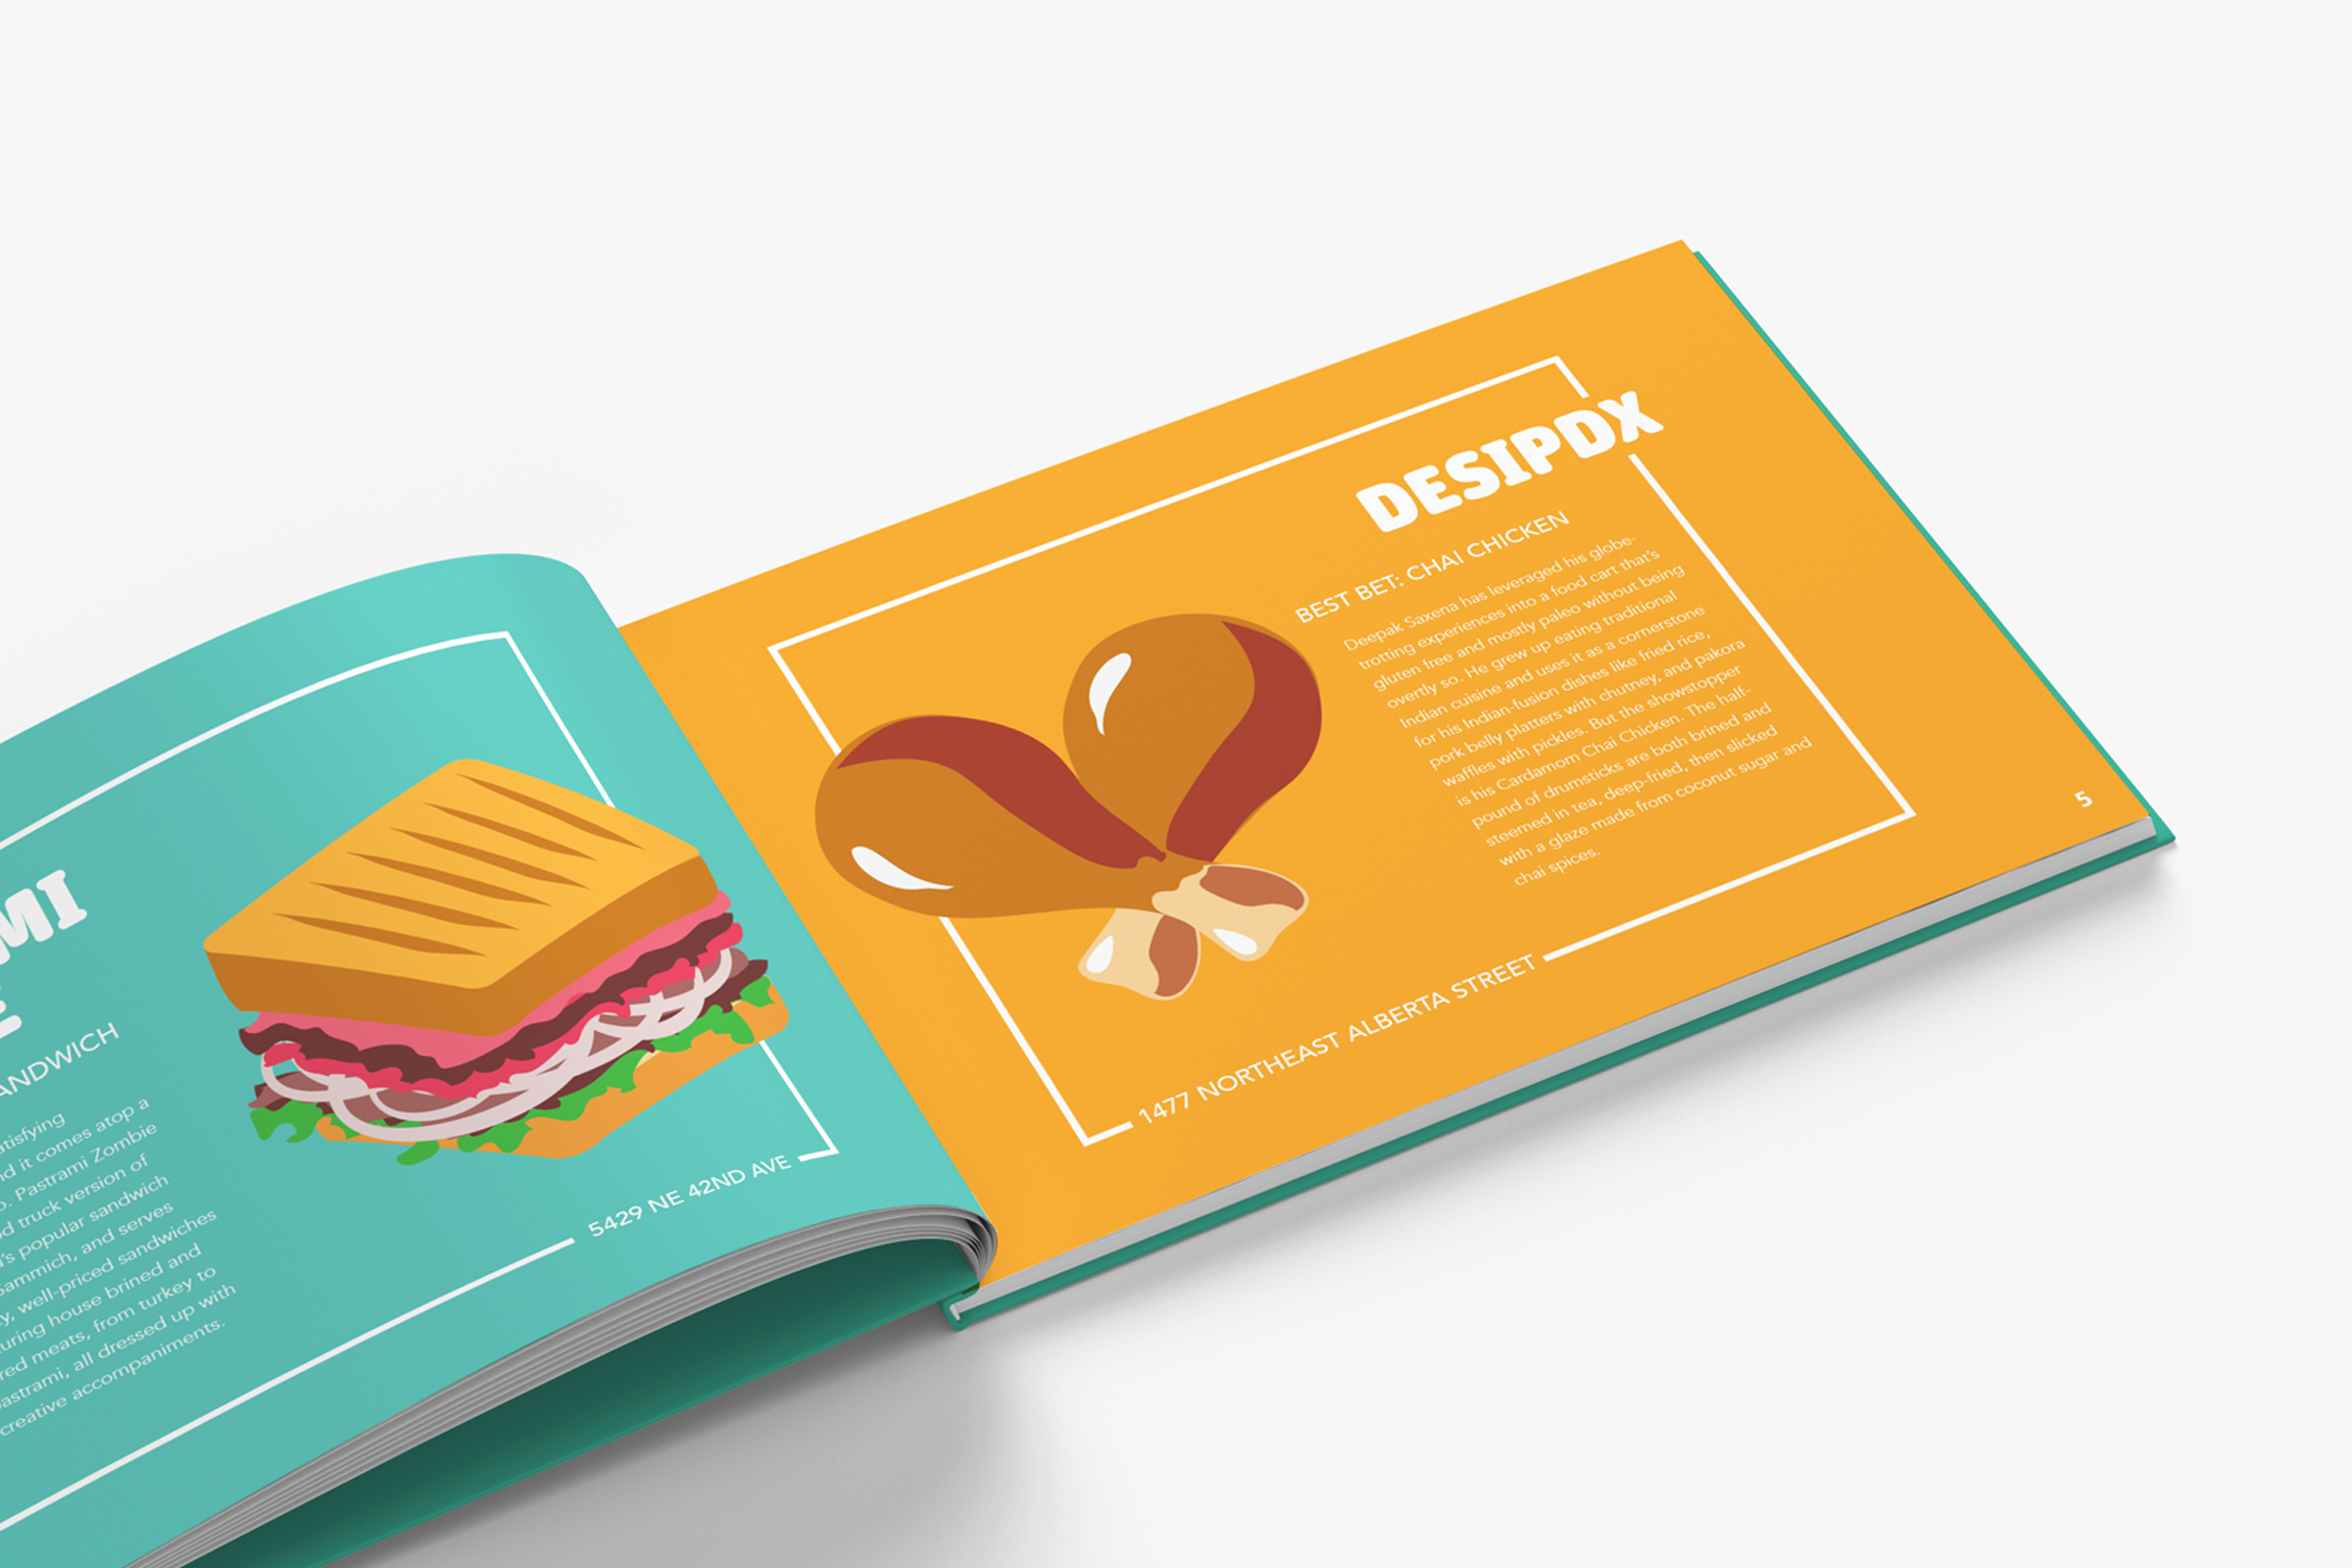 MI
E
ANDWICH
atisfying
nd it comes atop a
o. Pastrami Zombie
d truck version of
's popular sandwich
Sammich, and serves
y, well-priced sandwiches
uring house brined and
red meats, from turkey to
astrami, all dressed up with
creative accompaniments.
5429 NE 42ND AVE
DESIPDX
BEST BET: CHAI CHICKEN
Deepak Saxena has leveraged his globe-
trotting experiences into a food cart that's
gluten free and mostly paleo without being
overtly so. He grew up eating traditional
Indian cuisine and uses it as a cornerstone
for his Indian-fusion dishes like fried rice,
pork belly platters with chutney, and pakora
waffles with pickles. But the showstopper
is his Cardamom Chai Chicken. The half-
pound of drumsticks are both brined and
steemed in tea, deep-fried, then slicked
with a glaze made from coconut sugar and
chai spices.
1477 NORTHEAST ALBERTA STREET
5